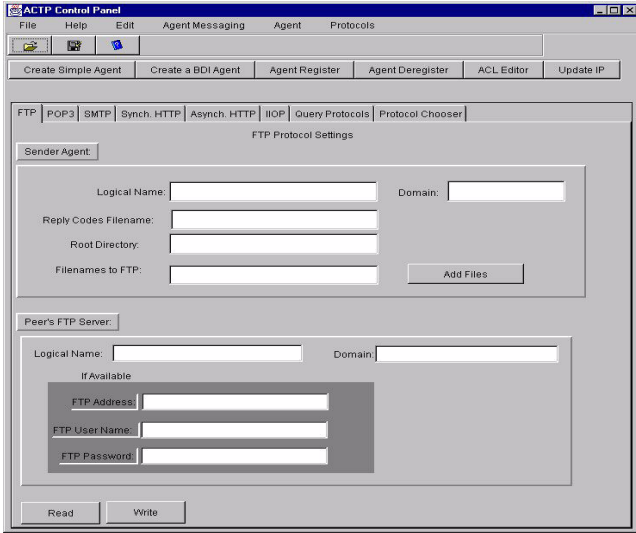 ACTP Control Panel
File Help Edit Agent Messaging Agent Protocols
Create Simple Agent Create a BDI Agent Agent Register Agent Deregister ACL Editor Update IP
FTP POP3 SMTP Synch. HTTP Asynch. HTTP IIOP Query Protocols Protocol Chooser
FTP Protocol Settings
Sender Agent:
Logical Name: Domain:
Reply Codes Filename:
Root Directory:
Filenames to FTP: Add Files
Peer's FTP Server:
Logical Name: Domain:
If Available
FTP Address:
FTP User Name:
FTP Password:
Read Write